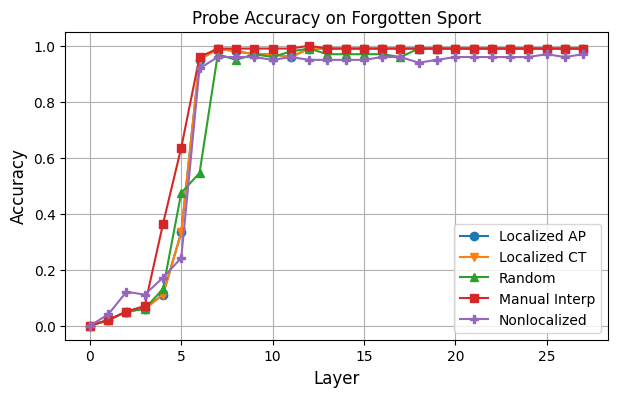 Probe Accuracy on Forgotten Sport
Accuracy
1.0
0.8
0.6
0.4
0.2
0.0
Localized AP
Localized CT
Random
Manual Interp
Nonlocalized
0 5 10 15 20 25
Layer